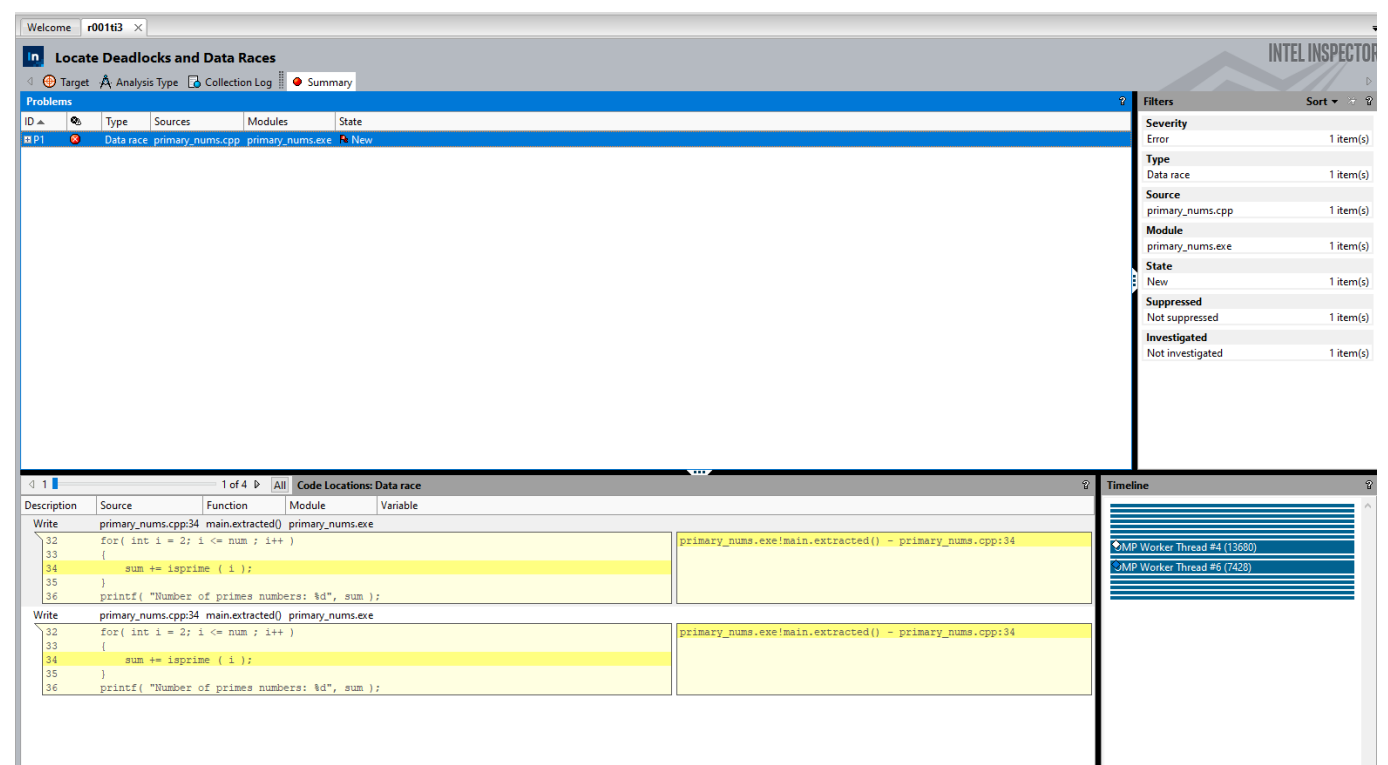 Welcome r001ti3
Locate Deadlocks and Data Races
INTEL INSPECTOR
Target Analysis Type Collection Log Summary
Problems
ID Type Sources Modules State
P1 Data race primary_nums.cpp primary_nums.exe New
Filters Sort
Severity
Error 1 item(s)
Type
Data race 1 item(s)
Source
primary_nums.cpp 1 item(s)
Module
primary_nums.exe 1 item(s)
State
New 1 item(s)
Suppressed
Not suppressed 1 item(s)
Investigated
Not investigated 1 item(s)
1 1 of 4 All Code Locations: Data race
Description Source Function Module Variable
Write primary_nums.cpp:34 main.extracted() primary_nums.exe
32 for( int i = 2; i <= num ; i++ ) primary_nums.exe!main.extracted() - primary_nums.cpp:34
33 {
34 sum += isprime ( i );
35 }
36 printf( "Number of primes numbers: %d", sum );
Write primary_nums.cpp:34 main.extracted() primary_nums.exe
32 for( int i = 2; i <= num ; i++ ) primary_nums.exe!main.extracted() - primary_nums.cpp:34
33 {
34 sum += isprime ( i );
35 }
36 printf( "Number of primes numbers: %d", sum );
Timeline
OMP Worker Thread #4 (13680)
OMP Worker Thread #6 (7428)